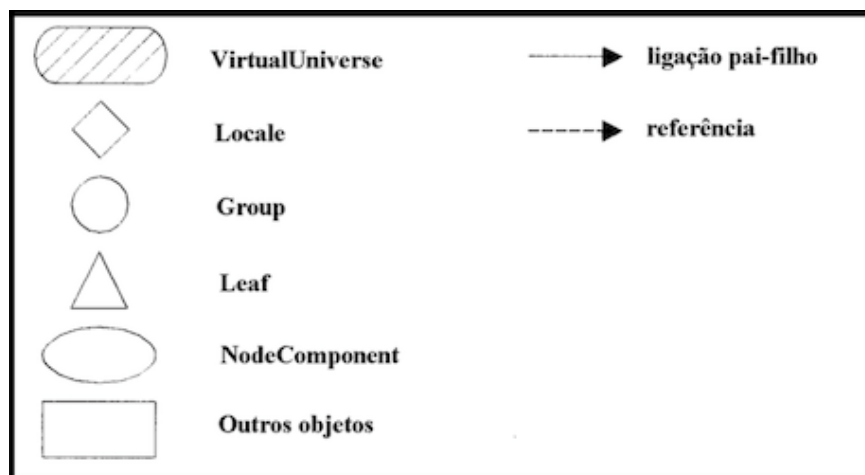 VirtualUniverse
ligação pai-filho
Locale
referência
Group
Leaf
NodeComponent
Outros objetos